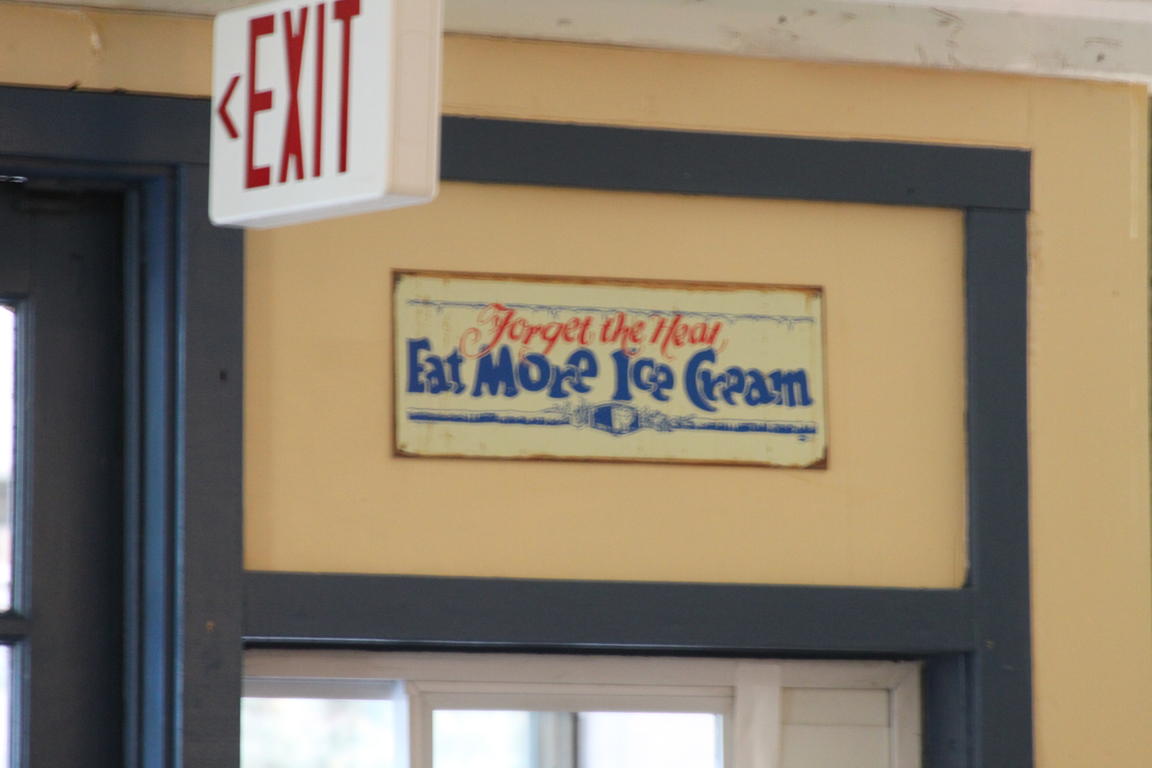 <EXIT
Forget the Heat
Eat More Ice Cream